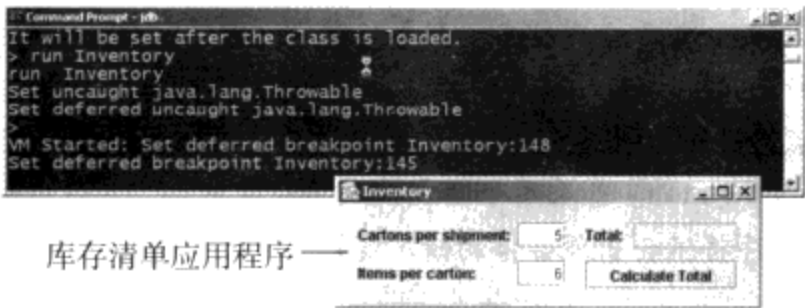 Command Prompt - jdb
It will be set after the class is loaded.
> run Inventory
run  Inventory
Set uncaught java.lang.Throwable
Set deferred uncaught java.lang.Throwable
>
VM Started: Set deferred breakpoint Inventory:148
Set deferred breakpoint Inventory:145
Inventory
Cartons per shipment: 5 Total:
库存清单应用程序
Items per carton: 6 Calculate Total